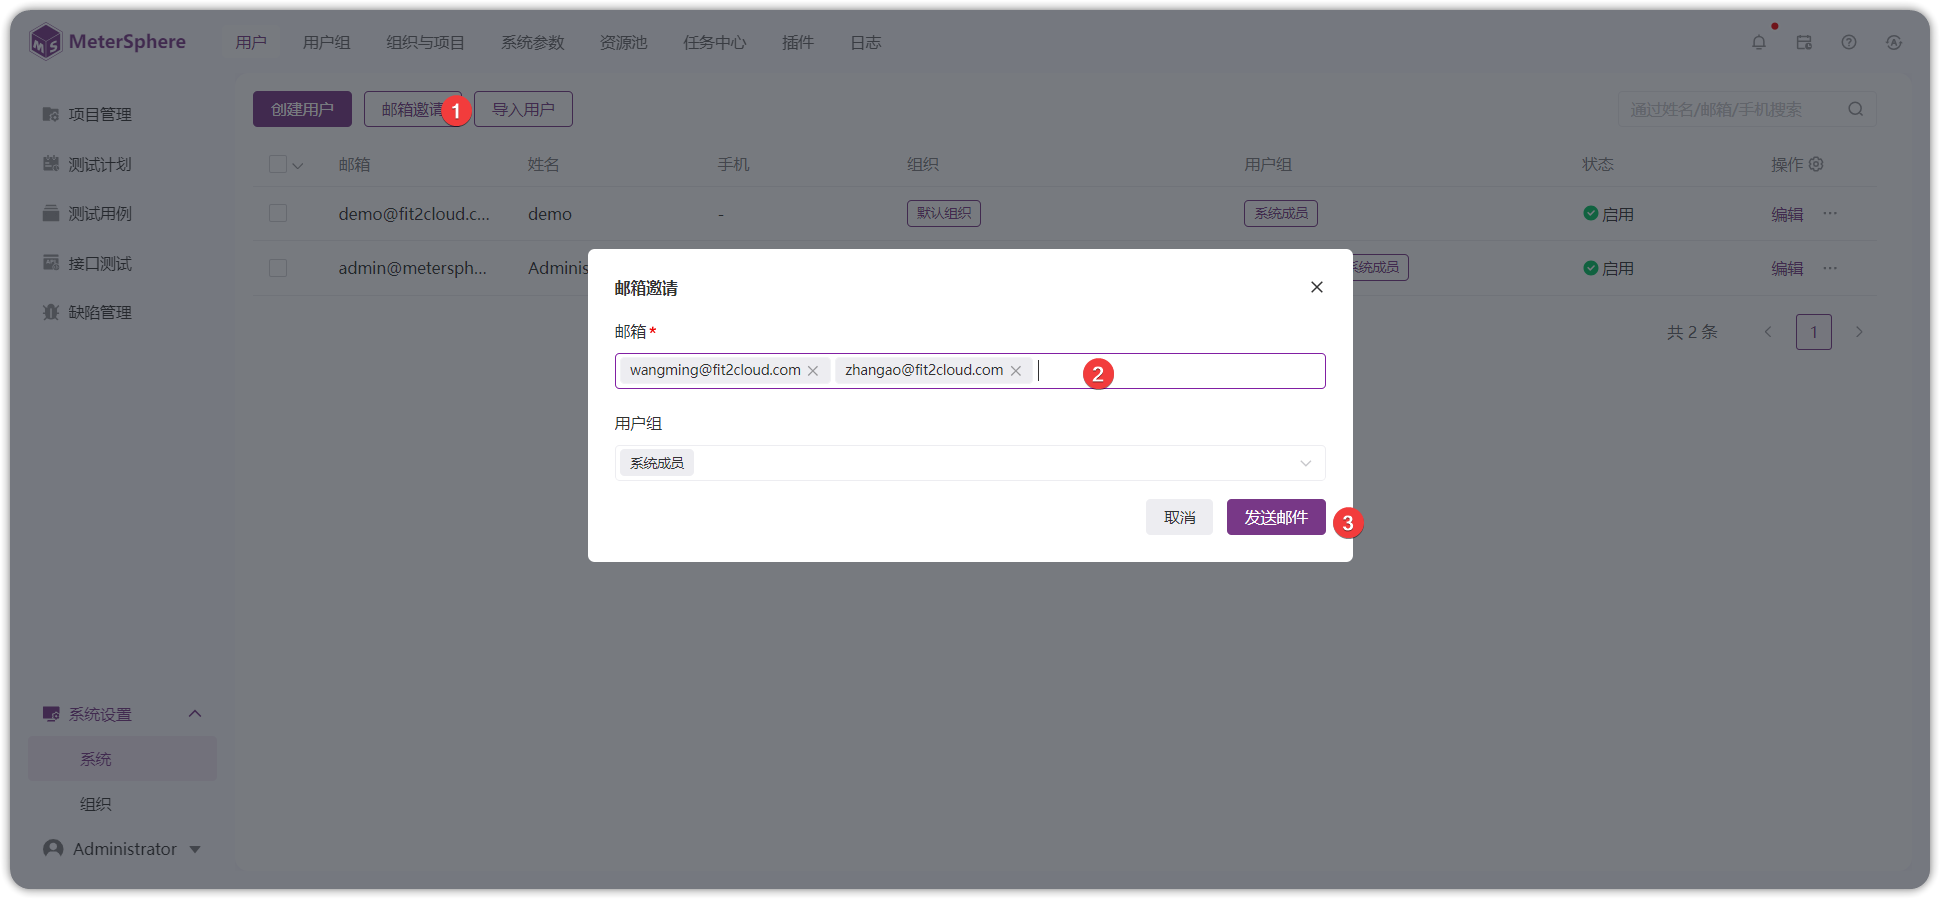 MeterSphere
用户 用户组 组织与项目 系统参数 资源池 任务中心 插件 日志
项目管理
测试计划
测试用例
接口测试
缺陷管理
系统设置
系统
组织
Administrator
创建用户 邮箱邀请 1 导入用户 通过姓名/邮箱/手机搜索
邮箱 姓名 手机 组织 用户组 状态 操作
demo@fit2cloud.c... demo - 默认组织 系统成员 启用 编辑 ...
admin@metersph... Adminis 系统成员 启用 编辑 ...
共 2 条 1
邮箱邀请
邮箱*
wangming@fit2cloud.com zhangao@fit2cloud.com 2
用户组
系统成员
取消 发送邮件 3